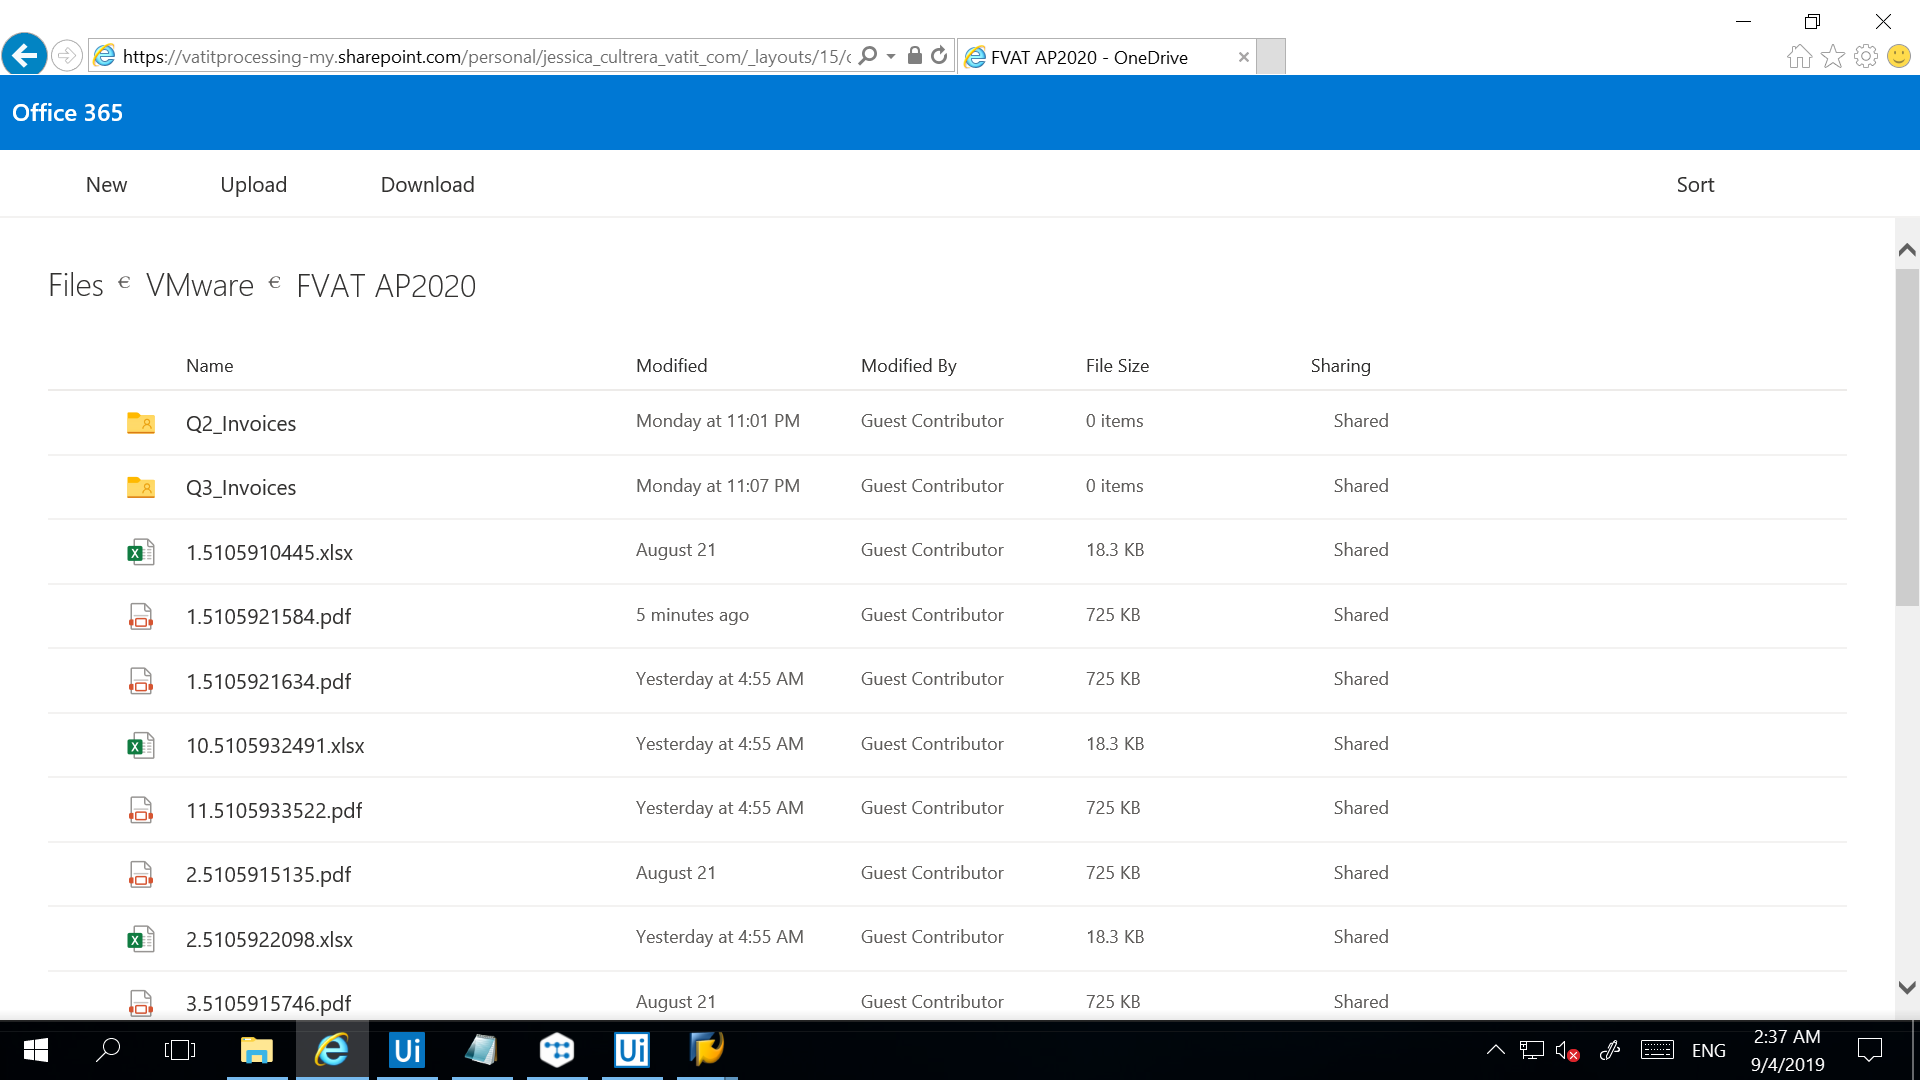 https://vatitprocessing-my.sharepoint.com/personal/jessica_cultrera_vatit_com/_layouts/15/c
FVAT AP2020 - OneDrive
Office 365
New Upload Download Sort
Files € VMware € FVAT AP2020
Name Modified Modified By File Size Sharing
Q2_Invoices Monday at 11:01 PM Guest Contributor 0 items Shared
Q3_Invoices Monday at 11:07 PM Guest Contributor 0 items Shared
1.5105910445.xlsx August 21 Guest Contributor 18.3 KB Shared
1.5105921584.pdf 5 minutes ago Guest Contributor 725 KB Shared
1.5105921634.pdf Yesterday at 4:55 AM Guest Contributor 725 KB Shared
10.5105932491.xlsx Yesterday at 4:55 AM Guest Contributor 18.3 KB Shared
11.5105933522.pdf Yesterday at 4:55 AM Guest Contributor 725 KB Shared
2.5105915135.pdf August 21 Guest Contributor 725 KB Shared
2.5105922098.xlsx Yesterday at 4:55 AM Guest Contributor 18.3 KB Shared
3.5105915746.pdf August 21 Guest Contributor 725 KB Shared
Ui Ui ENG 2:37 AM
9/4/2019